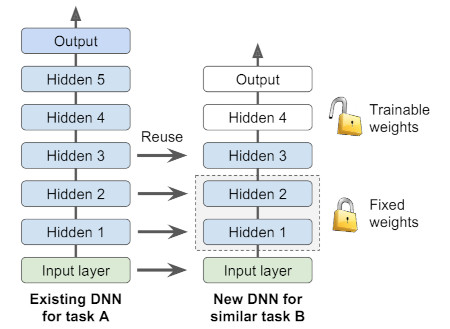 Output
Hidden 5
Hidden 4
Hidden 3
Hidden 2
Hidden 1
Input layer
Existing DNN
for task A
Reuse
Output
Hidden 4
Hidden 3
Hidden 2
Hidden 1
Input layer
New DNN for
similar task B
Trainable
weights
Fixed
weights